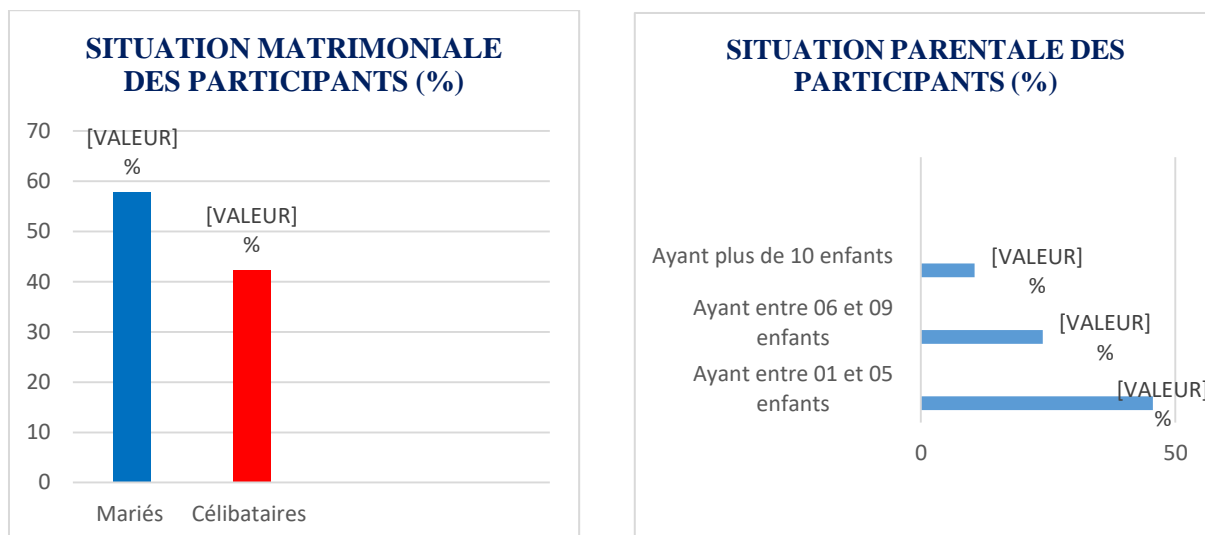 SITUATION MATRIMONIALE
DES PARTICIPANTS (%)
70
60
50
40
30
20
10
0
[VALEUR]
%
[VALEUR]
%
Mariés
Célibataires
SITUATION PARENTALE DES
PARTICIPANTS (%)
Ayant plus de 10 enfants
[VALEUR]
%
Ayant entre 06 et 09
enfants
[VALEUR]
%
Ayant entre 01 et 05
enfants
[VALEUR]
%
0
50